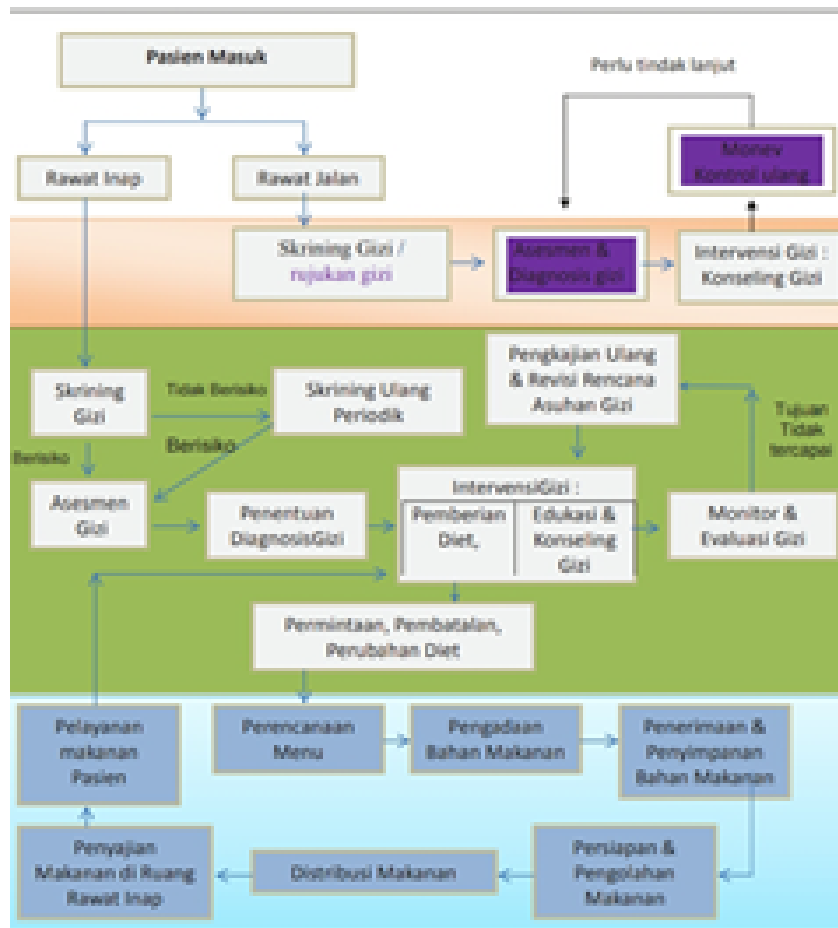 Pasien Masuk
Perlu tindak lanjut
Monev
Kontrol ulang
Rawat Inap
Rawat Jalan
Skrining Gizi /
rujukan gizi
Asesmen &
Diagnosis gizi
Intervensi Gizi :
Konseling Gizi
Pengkajian Ulang
& Revisi Rencana
Asuhan Gizi
Skrining
Gizi
Tidak Berisiko
Skrining Ulang
Periodik
Tujuan
Tidak
tercapai
Berisiko
Berisiko
Asesmen
Gizi
Penentuan
DiagnosisGizi
IntervensiGizi :
Pemberian
Diet,
Edukasi &
Konseling
Gizi
Monitor &
Evaluasi Gizi
Permintaan, Pembatalan,
Perubahan Diet
Pelayanan
makanan
Pasien
Perencanaan
Menu
Pengadaan
Bahan Makanan
Penerimaan &
Penyimpanan
Bahan Makanan
Penyajian
Makanan di Ruang
Rawat Inap
Distribusi Makanan
Persiapan &
Pengolahan
Makanan